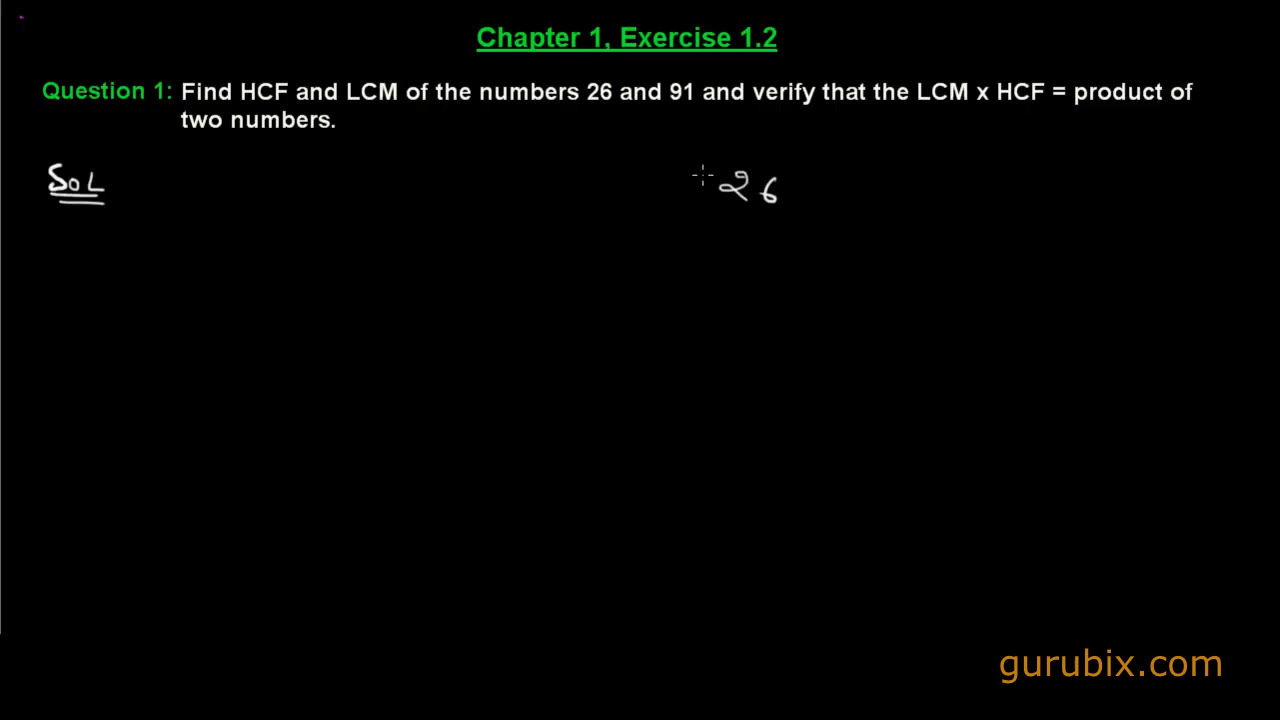 Chapter 1, Exercise 1.2
Question 1: Find HCF and LCM of the numbers 26 and 91 and verify that the LCM x HCF = product of
two numbers.
SOL 26
gurubix.com